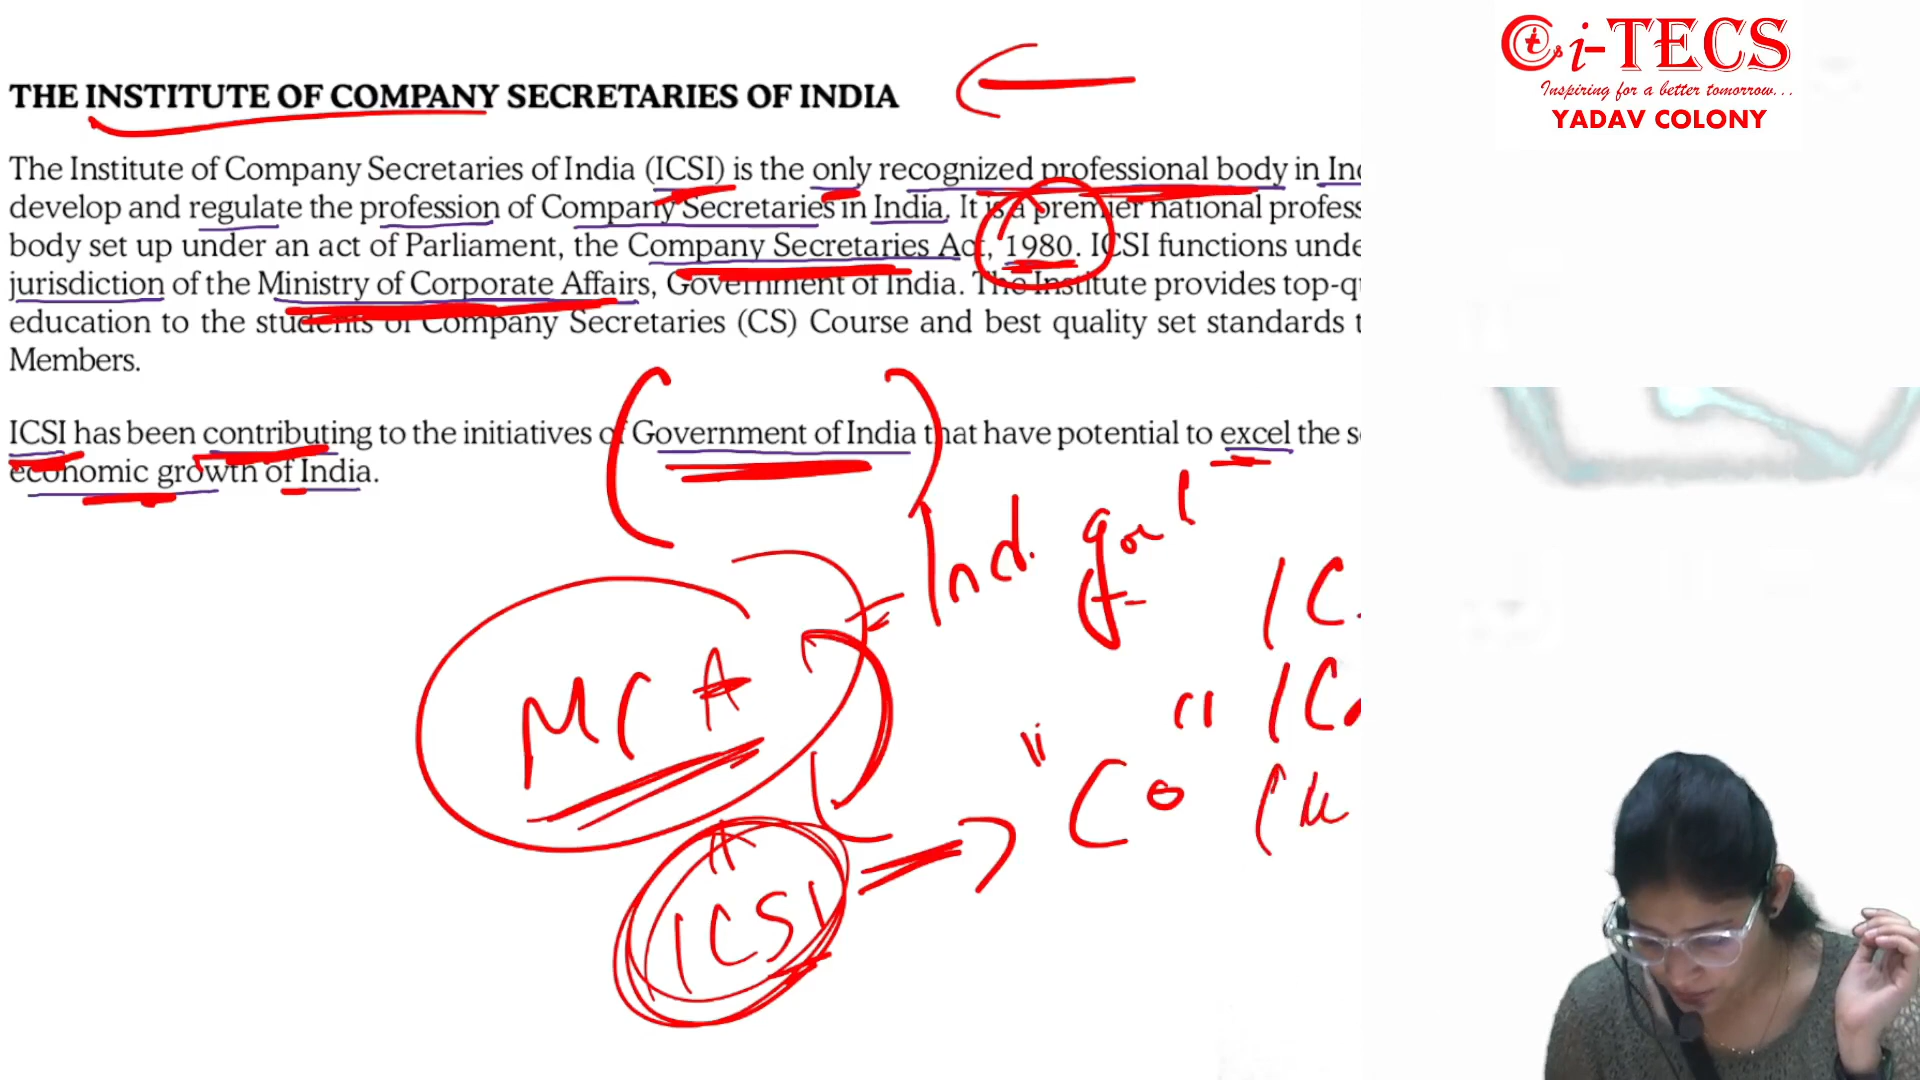 i-TECS
Inspiring for a better tomorrow...
YADAV COLONY
THE INSTITUTE OF COMPANY SECRETARIES OF INDIA
The Institute of Company Secretaries of India (ICSI) is the only recognized professional body in
develop and regulate the profession of Company Secretaries in India. It is a premier national
body set up under an act of Parliament, the Company Secretaries Act, 1980. ICSI functions
jurisdiction of the Ministry of Corporate Affairs, Government of India. The Institute provides
education to the students of Company Secretaries (CS) Course and best quality set standards
Members.
ICSI has been contributing to the initiatives of Government of India that have potential to excel the
economic growth of India.
Ind.
MCA
ICSI